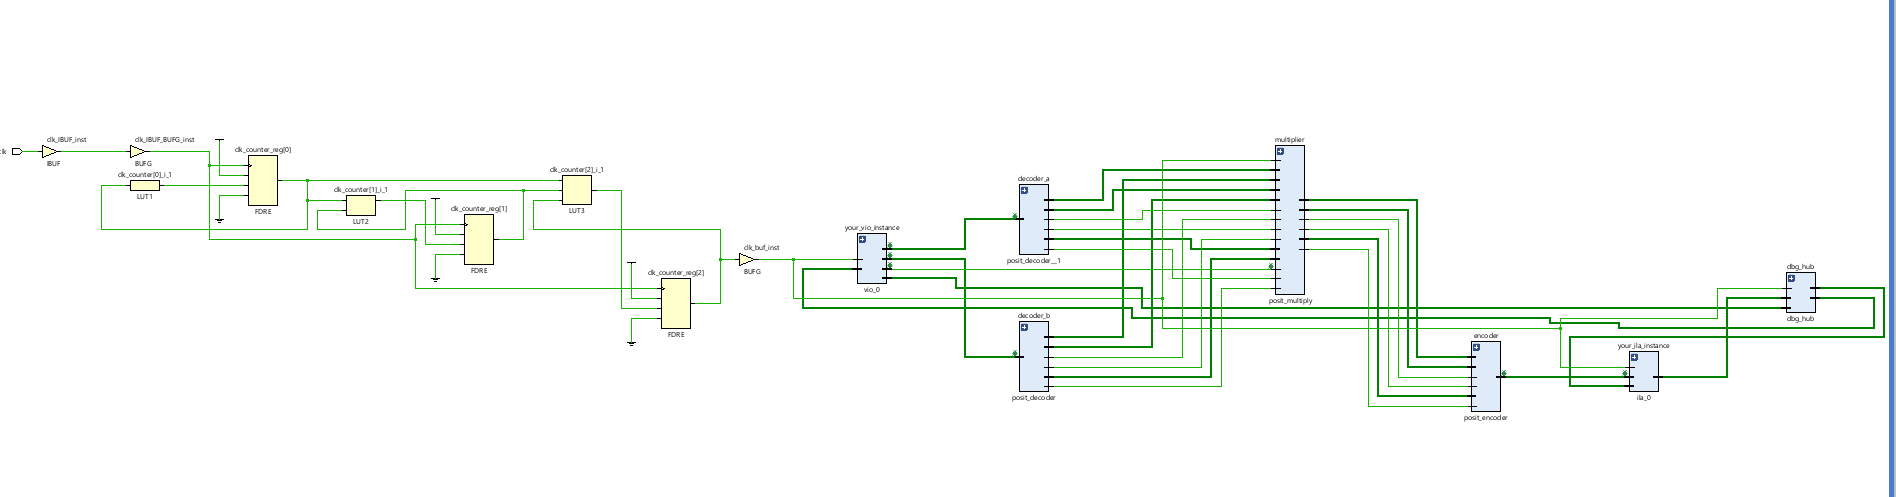 clk
clk_IBUF_inst
IBUF
clk_IBUF_BUFG_inst
BUFG
clk_counter[0]_i_1
LUT1
clk_counter_reg[0]
FDRE
clk_counter[1]_i_1
LUT2
clk_counter_reg[1]
FDRE
clk_counter[2]_i_1
LUT3
clk_counter_reg[2]
FDRE
clk_buf_inst
BUFG
your_vio_instance
vio_0
decoder_a
posit_decoder__1
decoder_b
posit_decoder
multiplier
posit_multiply
encoder
posit_encoder
your_ila_instance
ila_0
dbg_hub
dbg_hub